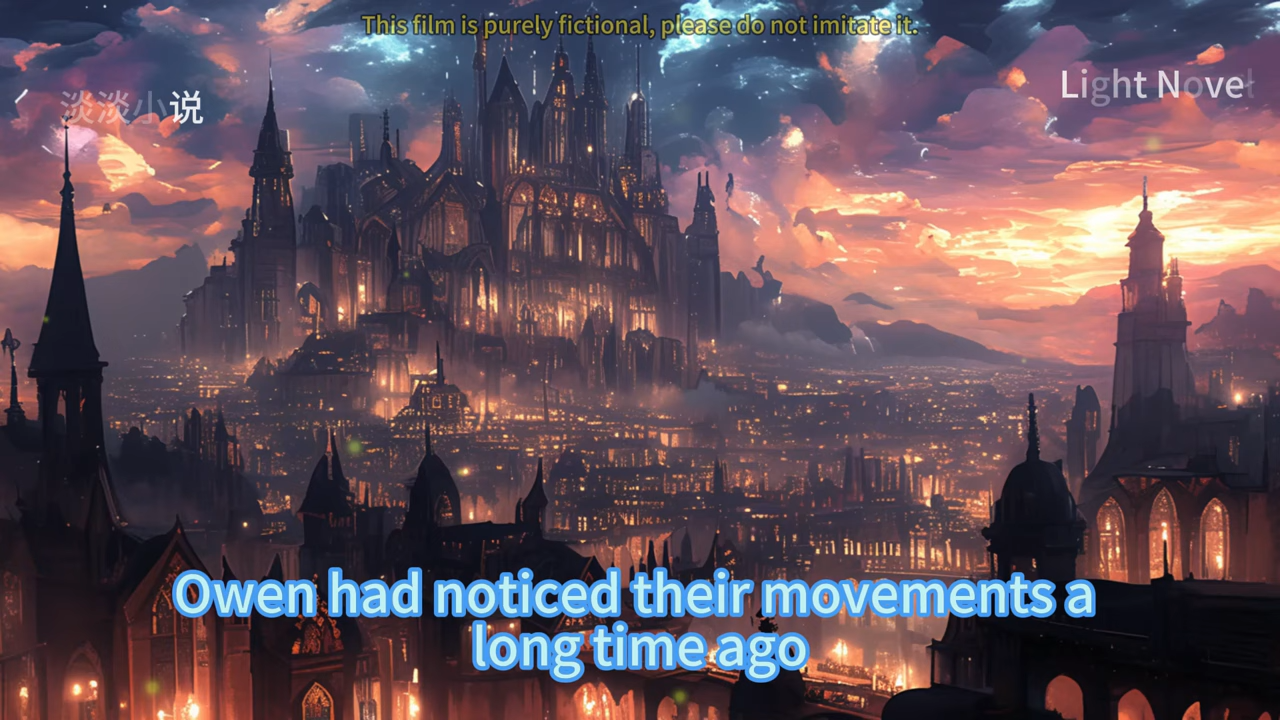 This film is purely fictional, please do not imitate it.
淡淡小说
Light Novel
Owen had noticed their movements a
long time ago